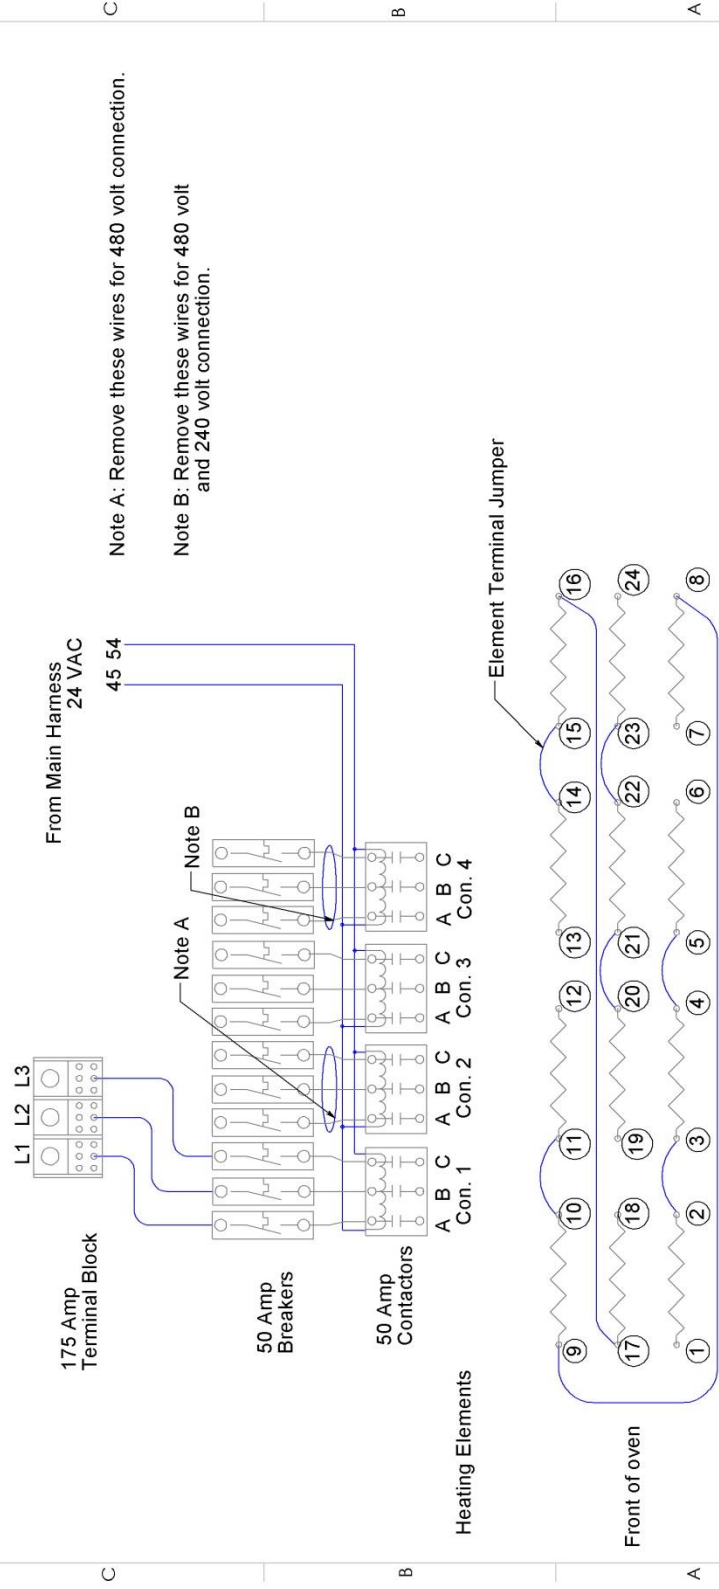 C
B
A
L1 L2 L3
175 Amp
Terminal Block
From Main Harness
24 VAC
45 54
Note A: Remove these wires for 480 volt connection.
Note B: Remove these wires for 480 volt
and 240 volt connection.
Note A
Note B
50 Amp
Breakers
50 Amp
Contactors
A B C A B C A B C A B C
Con. 1 Con. 2 Con. 3 Con. 4
Heating Elements
Element Terminal Jumper
9 10 11 12 13 14 15 16
Front of oven
17 18 19 20 21 22 23 24
1 2 3 4 5 6 7 8
C
B
A